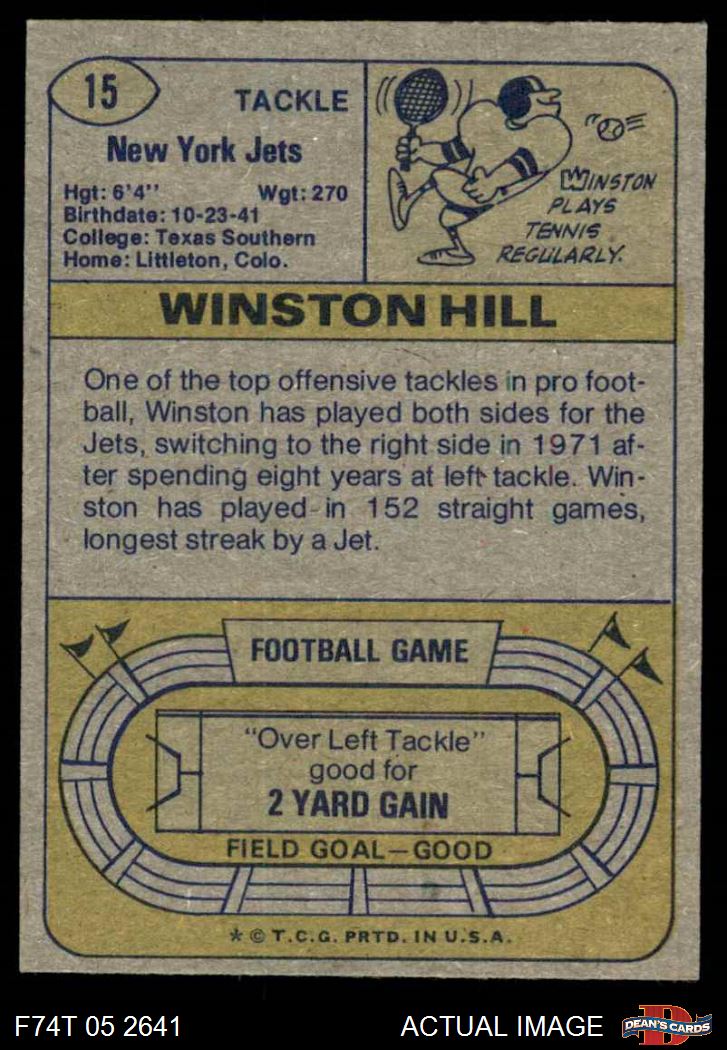 15
TACKLE
New York Jets
Hgt: 6'4'' Wgt: 270
Birthdate: 10-23-41
College: Texas Southern
Home: Littleton, Colo.
WINSTON
PLAYS
TENNIS
REGULARLY.
WINSTON HILL
One of the top offensive tackles in pro foot-
ball, Winston has played both sides for the
Jets, switching to the right side in 1971 af-
ter spending eight years at left tackle. Win-
ston has played in 152 straight games,
longest streak by a Jet.
FOOTBALL GAME
"Over Left Tackle"
good for
2 YARD GAIN
FIELD GOAL—GOOD
* © T.C.G. PRTD. IN U.S.A.
F74T 05 2641 ACTUAL IMAGE D DEAN'S CARDS